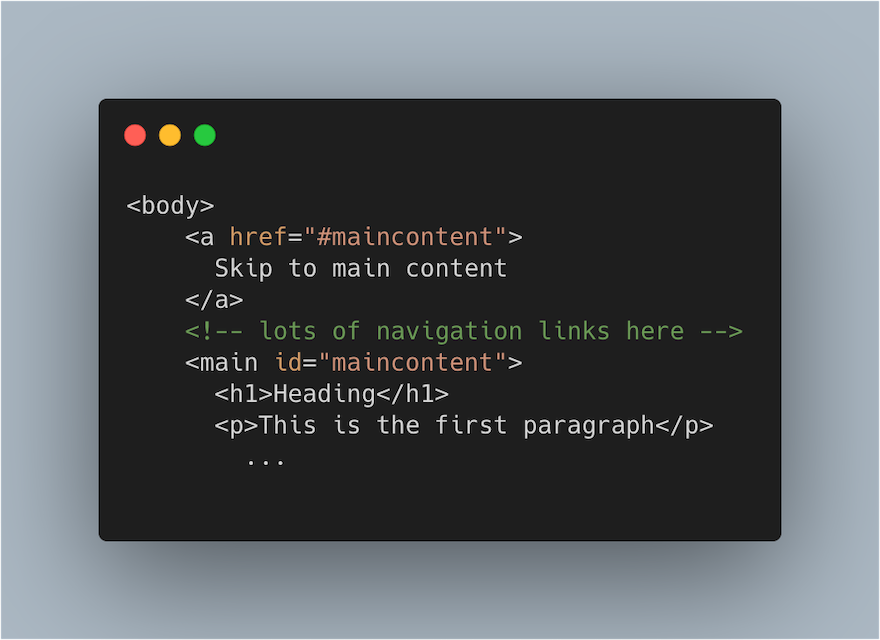 <body>
    <a href="#maincontent">
      Skip to main content
    </a>
    <!-- lots of navigation links here -->
    <main id="maincontent">
      <h1>Heading</h1>
      <p>This is the first paragraph</p>
        ...